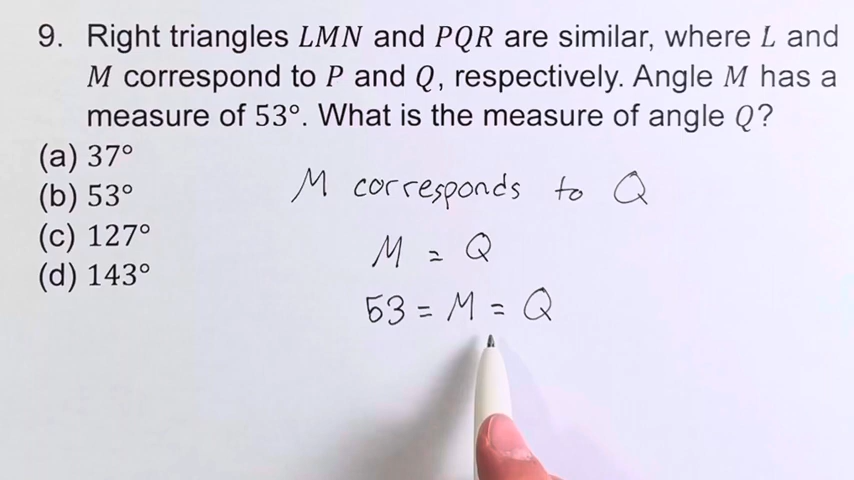 9. Right triangles LMN and PQR are similar, where L and
M correspond to P and Q, respectively. Angle M has a
measure of 53°. What is the measure of angle Q?
(a) 37°
(b) 53°
(c) 127°
(d) 143°
M corresponds to Q
M = Q
53 = M = Q